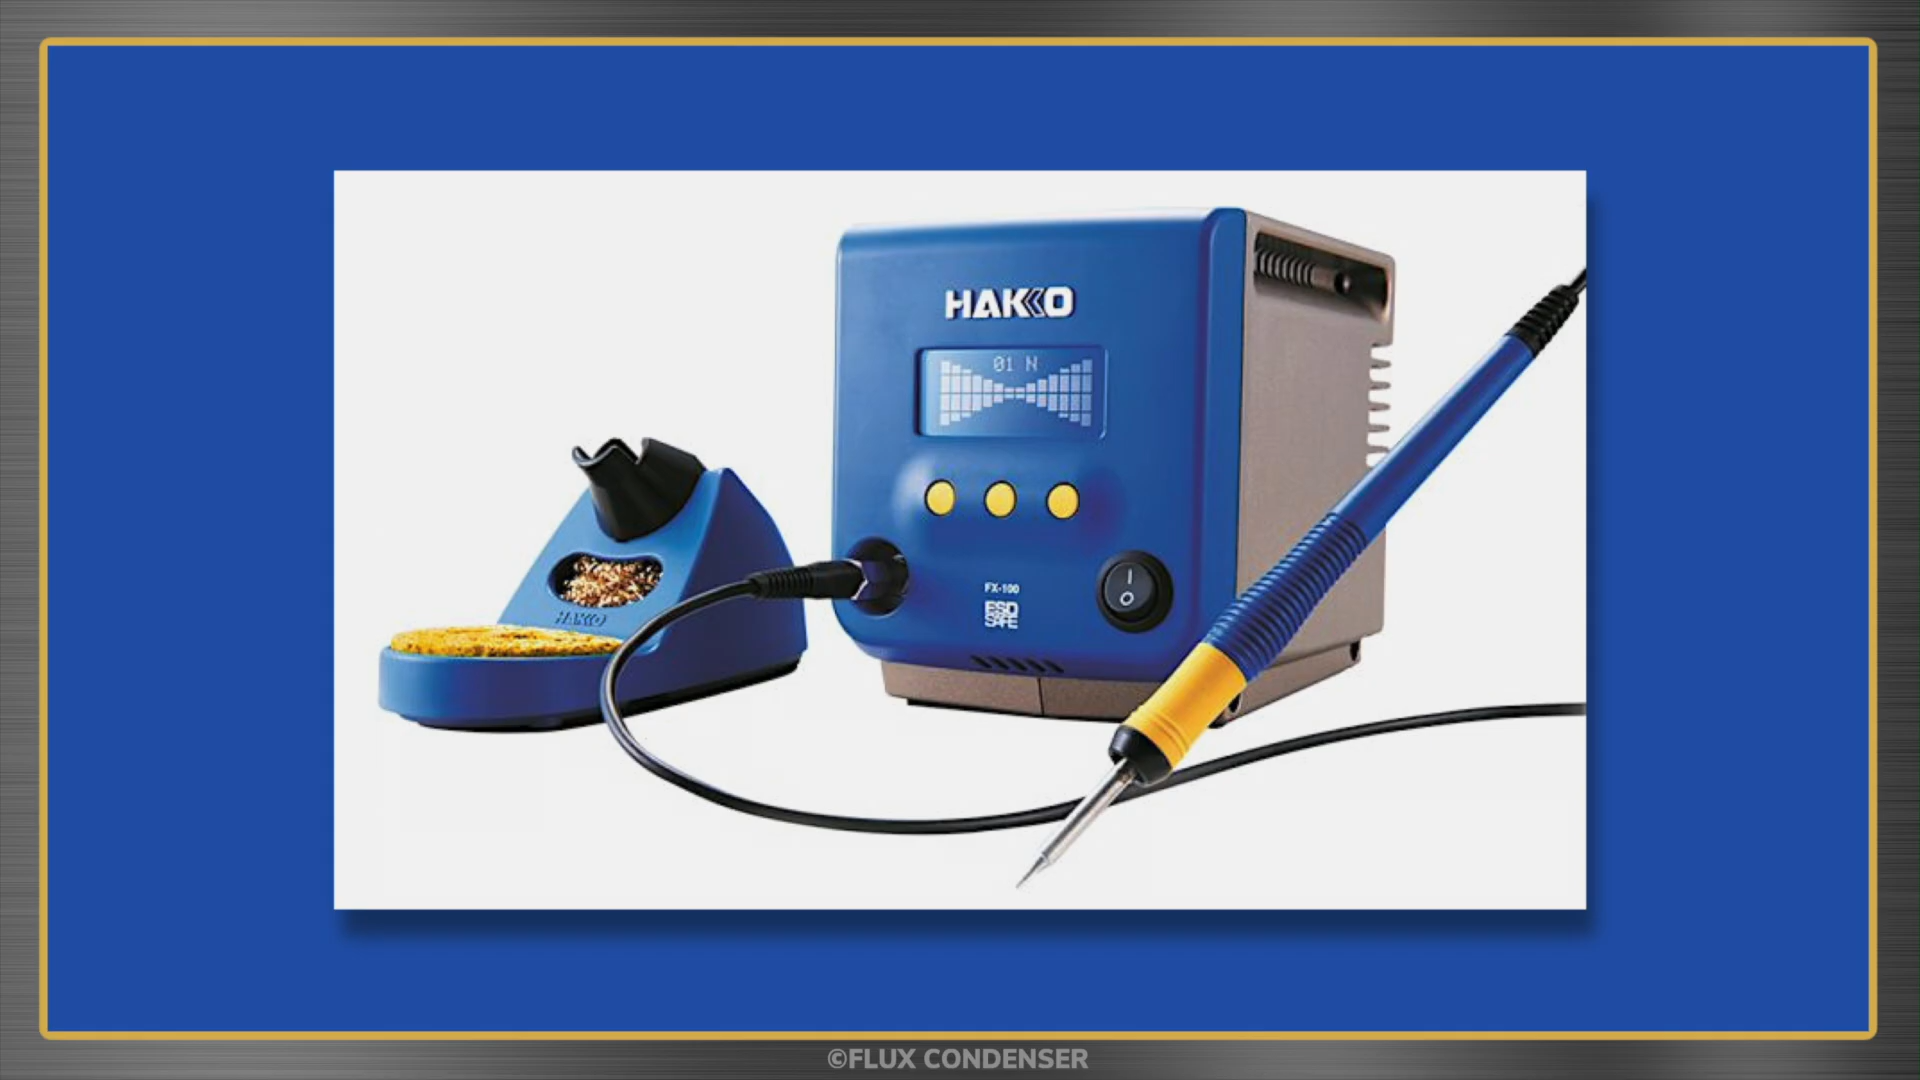 HAKKO
01 N
FX-100
ESD
SAFE
HAKKO
©FLUX CONDENSER